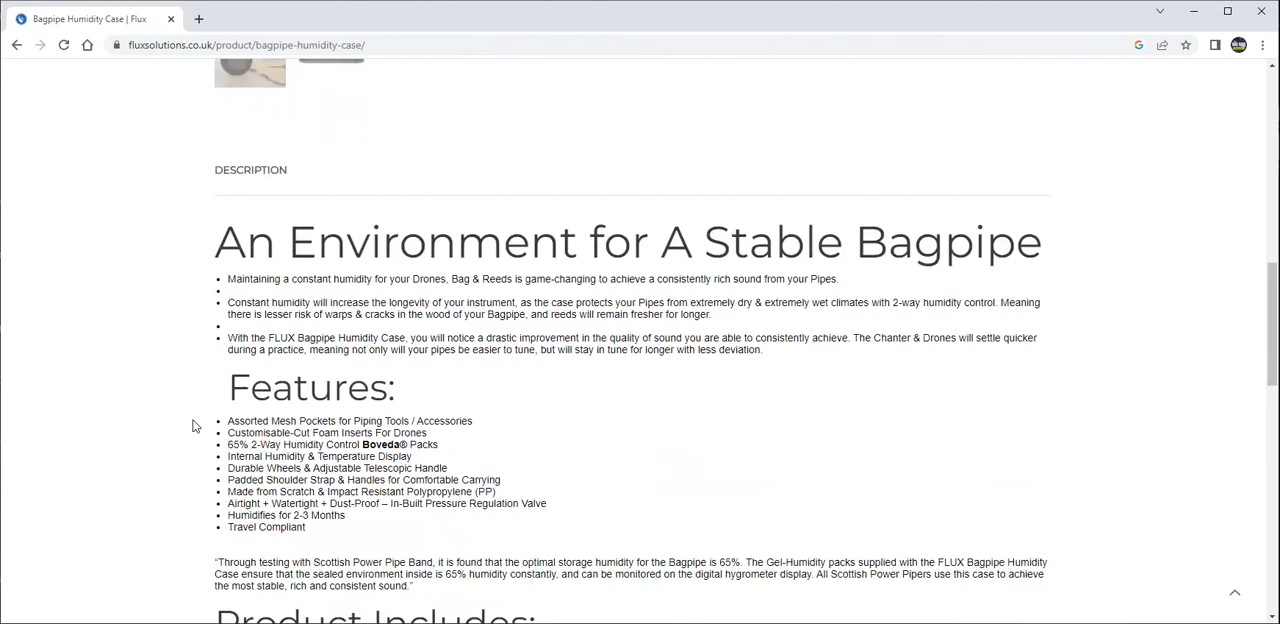 Bagpipe Humidity Case | Flux
fluxsolutions.co.uk/product/bagpipe-humidity-case/
DESCRIPTION
An Environment for A Stable Bagpipe
Maintaining a constant humidity for your Drones, Bag & Reeds is game-changing to achieve a consistently rich sound from your Pipes.
Constant humidity will increase the longevity of your instrument, as the case protects your Pipes from extremely dry & extremely wet climates with 2-way humidity control. Meaning
there is lesser risk of warps & cracks in the wood of your Bagpipe, and reeds will remain fresher for longer.
With the FLUX Bagpipe Humidity Case, you will notice a drastic improvement in the quality of sound you are able to consistently achieve. The Chanter & Drones will settle quicker
during a practice, meaning not only will your pipes be easier to tune, but will stay in tune for longer with less deviation.
Features:
Assorted Mesh Pockets for Piping Tools / Accessories
Customisable-Cut Foam Inserts For Drones
65% 2-Way Humidity Control Boveda® Packs
Internal Humidity & Temperature Display
Durable Wheels & Adjustable Telescopic Handle
Padded Shoulder Strap & Handles for Comfortable Carrying
Made from Scratch & Impact Resistant Polypropylene (PP)
Airtight + Watertight + Dust-Proof – In-Built Pressure Regulation Valve
Humidifies for 2-3 Months
Travel Compliant
“Through testing with Scottish Power Pipe Band, it is found that the optimal storage humidity for the Bagpipe is 65%. The Gel-Humidity packs supplied with the FLUX Bagpipe Humidity
Case ensure that the sealed environment inside is 65% humidity constantly, and can be monitored on the digital hygrometer display. All Scottish Power Pipers use this case to achieve
the most stable, rich and consistent sound.”
Product Includes: